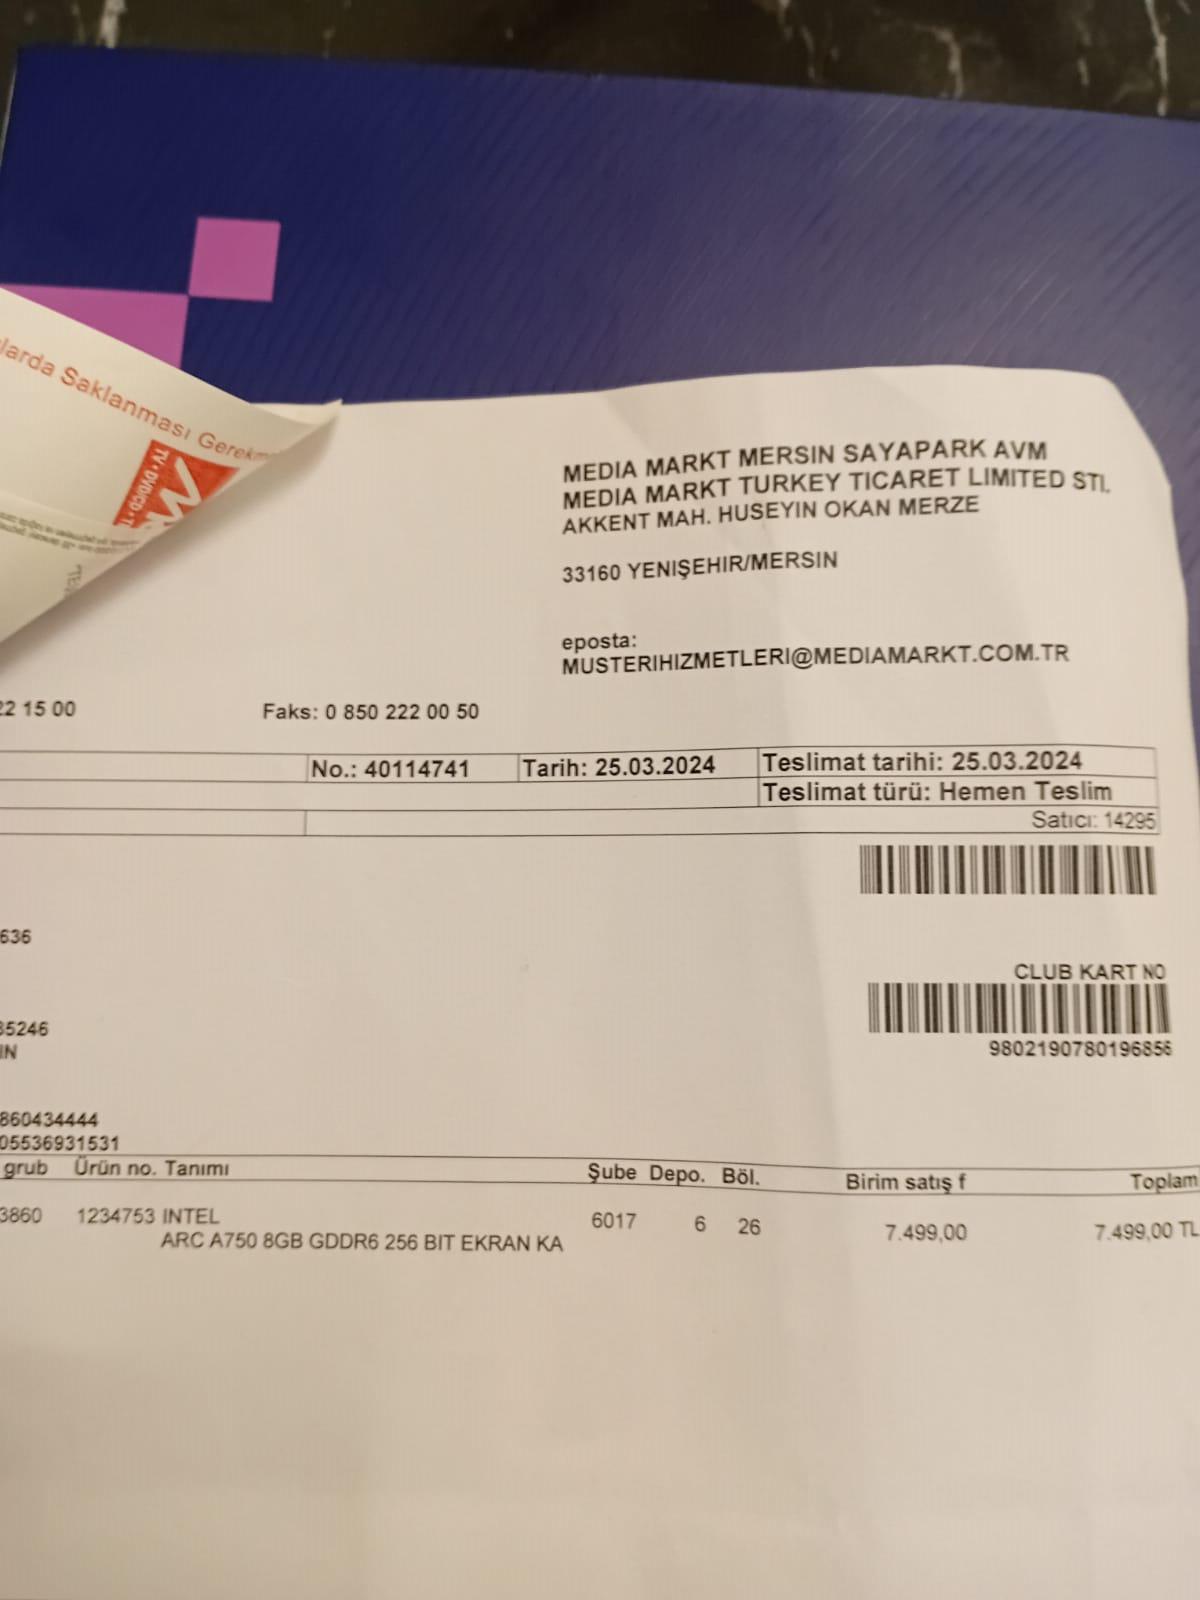 larda Saklanması Gerekm
TV•DVD/CD•T
MEDIA MARKT MERSIN SAYAPARK AVM
MEDIA MARKT TURKEY TICARET LIMITED STI.
AKKENT MAH. HUSEYIN OKAN MERZE
33160 YENIŞEHIR/MERSIN
eposta:
MUSTERIHIZMETLERI@MEDIAMARKT.COM.TR
22 15 00 Faks: 0 850 222 00 50
No.: 40114741 Tarih: 25.03.2024 Teslimat tarihi: 25.03.2024
Teslimat türü: Hemen Teslim
Satıcı: 14295
636
CLUB KART NO
35246
IN
9802190780196856
860434444
05536931531
grub Ürün no. Tanımı Şube Depo. Böl. Birim satış f Toplam
3860 1234753 INTEL 6017 6 26 7.499,00 7.499,00 TL
ARC A750 8GB GDDR6 256 BIT EKRAN KA